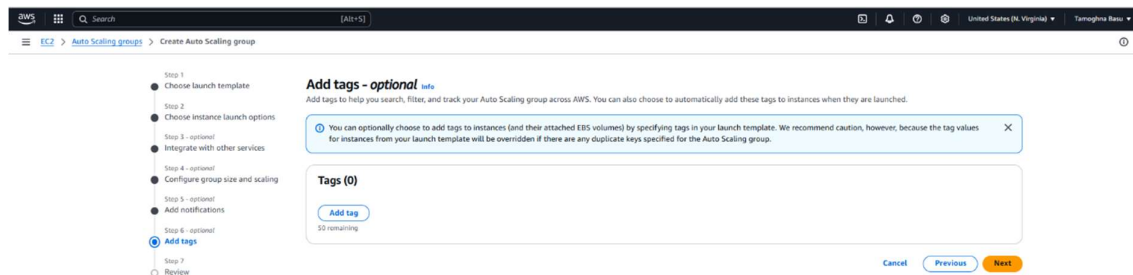 aws
Search
[Alt+S]
United States (N. Virginia)
Tamoghna Basu
EC2 > Auto Scaling groups > Create Auto Scaling group
Step 1
Choose launch template
Step 2
Choose instance launch options
Step 3 - optional
Integrate with other services
Step 4 - optional
Configure group size and scaling
Step 5 - optional
Add notifications
Step 6 - optional
Add tags
Step 7
Review
Add tags - optional Info
Add tags to help you search, filter, and track your Auto Scaling group across AWS. You can also choose to automatically add these tags to instances when they are launched.
You can optionally choose to add tags to instances (and their attached EBS volumes) by specifying tags in your launch template. We recommend caution, however, because the tag values
for instances from your launch template will be overridden if there are any duplicate keys specified for the Auto Scaling group.
Tags (0)
Add tag
50 remaining
Cancel
Previous
Next